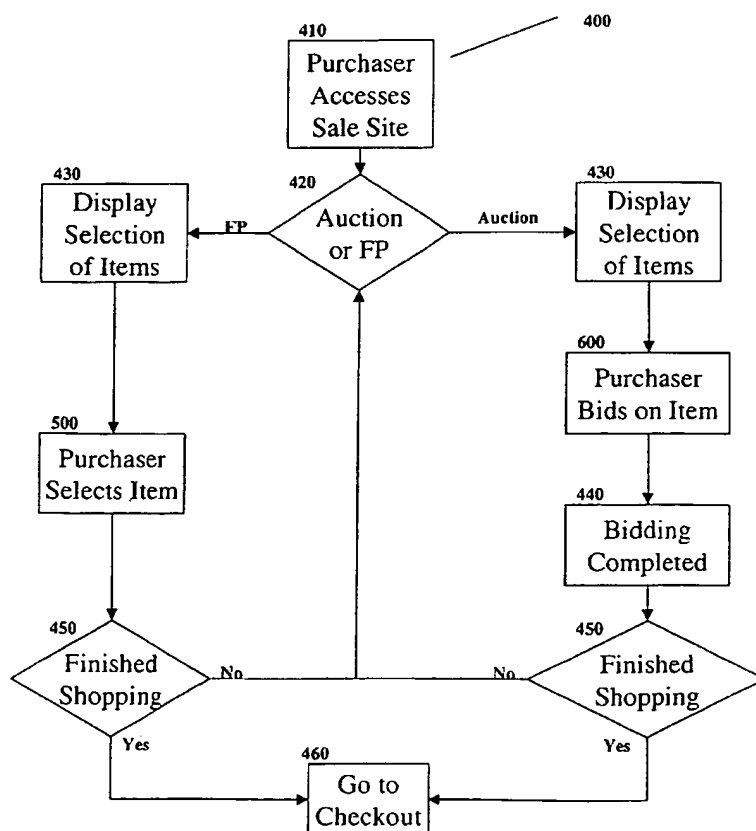 410
400
Purchaser
Accesses
Sale Site
430
Display
Selection
of Items
FP
420
Auction
or FP
Auction
430
Display
Selection
of Items
600
Purchaser
Bids on Item
500
Purchaser
Selects Item
440
Bidding
Completed
450
Finished
Shopping
No
Yes
450
Finished
Shopping
No
Yes
460
Go to
Checkout